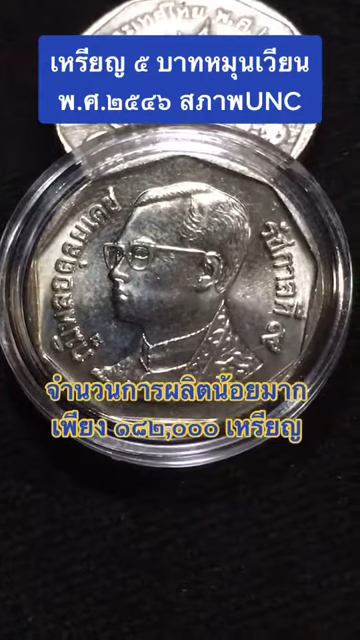 เหรียญ ๕ บาทหมุนเวียน
พ.ศ.๒๕๔๖ สภาพUNC
ภูมิพลอดุลยเดช
รัชกาลที่ ๙
จำนวนการผลิตน้อยมาก
เพียง ๑๘๒,๐๐๐ เหรียญ